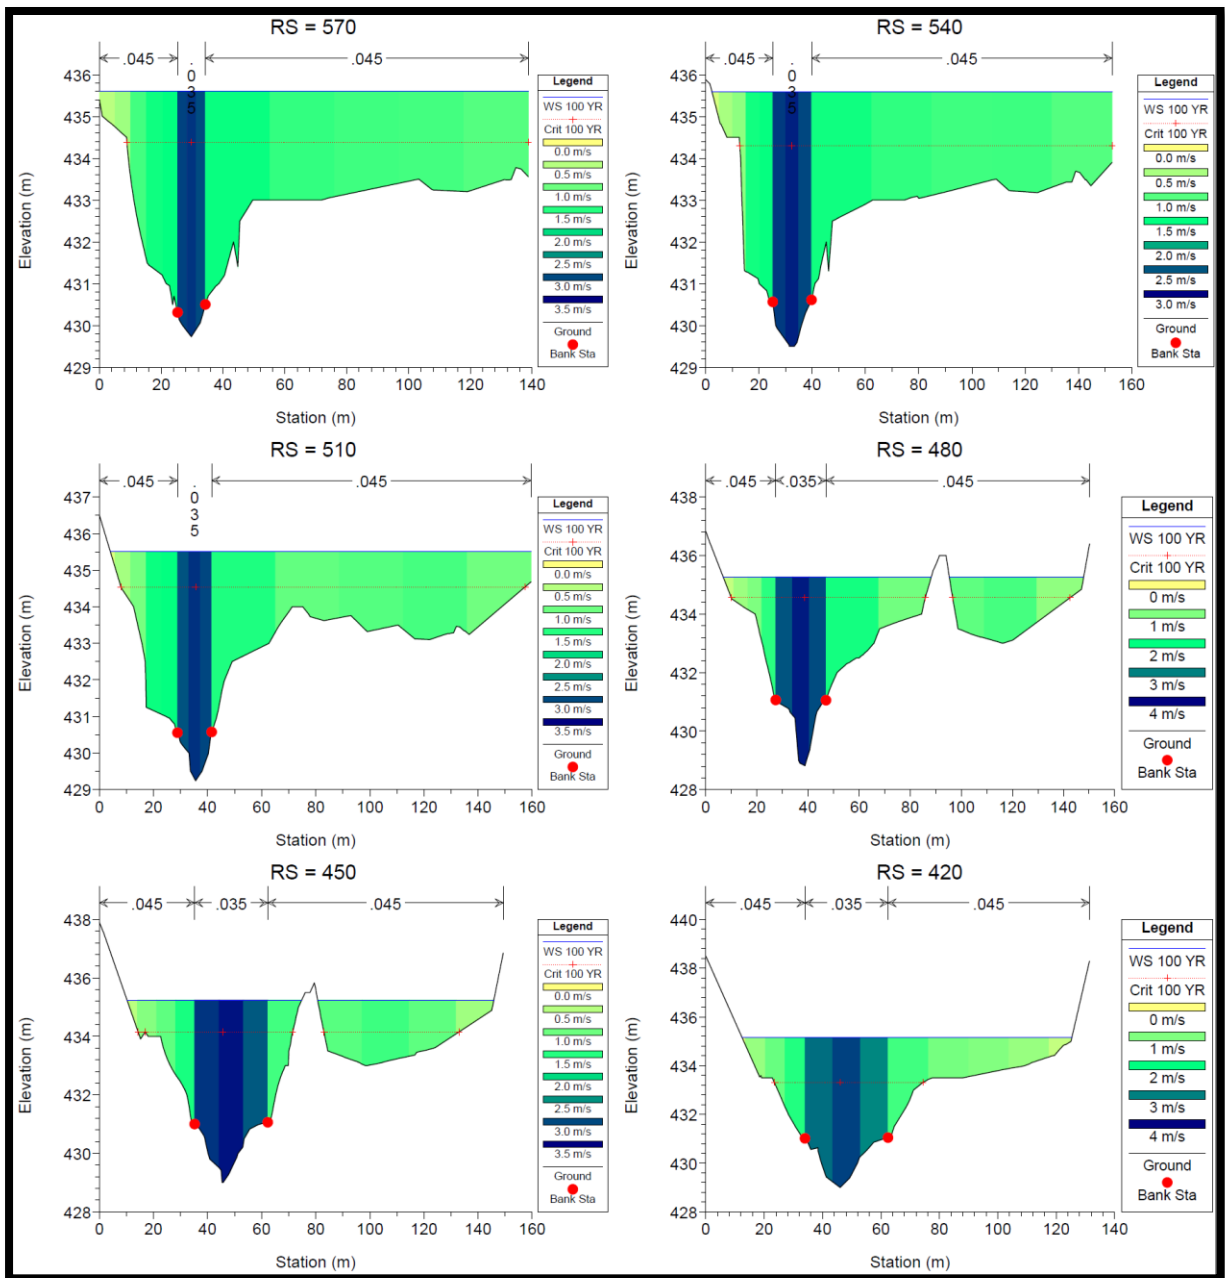 RS = 570
.045
.035
.045
436
435
434
433
432
431
430
429
Elevation (m)
0
20
40
60
80
100
120
140
Station (m)
Legend
WS 100 YR
Crit 100 YR
0.0 m/s
0.5 m/s
1.0 m/s
1.5 m/s
2.0 m/s
2.5 m/s
3.0 m/s
3.5 m/s
Ground
Bank Sta
RS = 540
.045
.035
.045
436
435
434
433
432
431
430
429
Elevation (m)
0
20
40
60
80
100
120
140
160
Station (m)
Legend
WS 100 YR
Crit 100 YR
0.0 m/s
0.5 m/s
1.0 m/s
1.5 m/s
2.0 m/s
2.5 m/s
3.0 m/s
Ground
Bank Sta
RS = 510
.045
.035
.045
437
436
435
434
433
432
431
430
429
Elevation (m)
0
20
40
60
80
100
120
140
160
Station (m)
Legend
WS 100 YR
Crit 100 YR
0.0 m/s
0.5 m/s
1.0 m/s
1.5 m/s
2.0 m/s
2.5 m/s
3.0 m/s
3.5 m/s
Ground
Bank Sta
RS = 480
.045
.035
.045
438
436
434
432
430
428
Elevation (m)
0
20
40
60
80
100
120
140
160
Station (m)
Legend
WS 100 YR
Crit 100 YR
0 m/s
1 m/s
2 m/s
3 m/s
4 m/s
Ground
Bank Sta
RS = 450
.045
.035
.045
438
436
434
432
430
428
Elevation (m)
0
20
40
60
80
100
120
140
160
Station (m)
Legend
WS 100 YR
Crit 100 YR
0.0 m/s
0.5 m/s
1.0 m/s
1.5 m/s
2.0 m/s
2.5 m/s
3.0 m/s
3.5 m/s
Ground
Bank Sta
RS = 420
.045
.035
.045
440
438
436
434
432
430
428
Elevation (m)
0
20
40
60
80
100
120
140
Station (m)
Legend
WS 100 YR
Crit 100 YR
0 m/s
1 m/s
2 m/s
3 m/s
4 m/s
Ground
Bank Sta